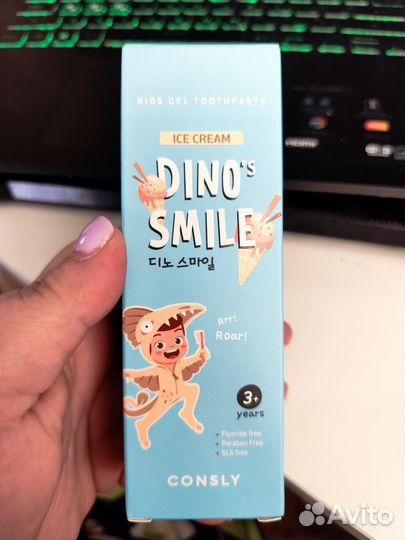 KIDS GEL TOOTHPASTE
ICE CREAM
DINO'S
SMILE
디노 스마일
Rrr!
Roar!
3+
years
• Fluoride free
• Paraben Free
• SLS free
CONSLY
Avito